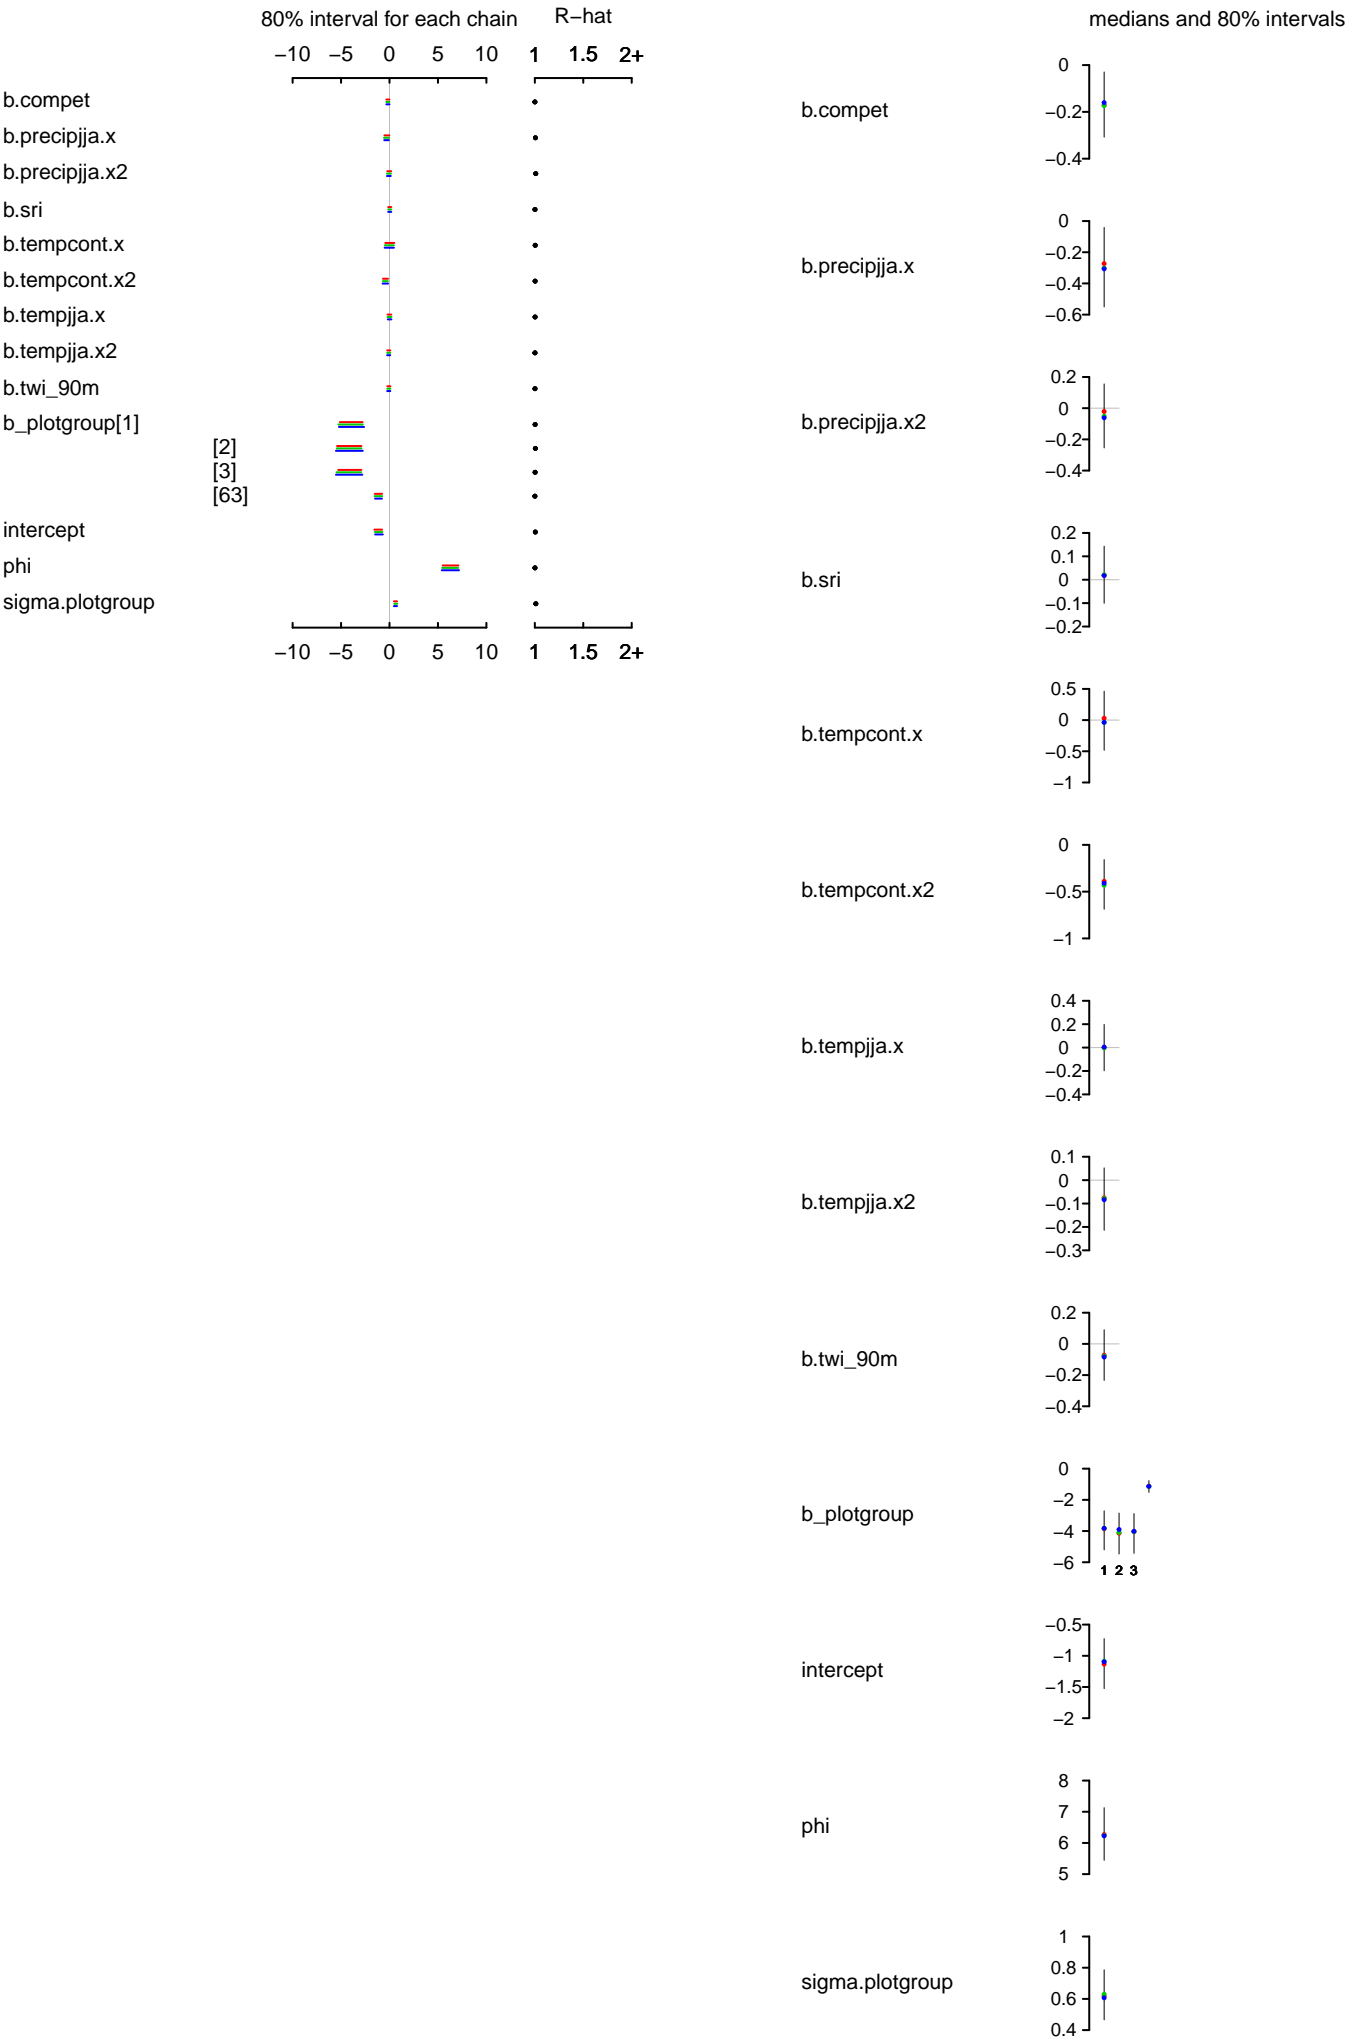 80% interval for each chain R−hat
−10 −5 0 5 10 1 1.5 2+
b.compet
b.precipjja.x
b.precipjja.x2
b.sri
b.tempcont.x
b.tempcont.x2
b.tempjja.x
b.tempjja.x2
b.twi_90m
b_plotgroup[1]
[2]
[3]
[63]
intercept
phi
sigma.plotgroup
−10 −5 0 5 10 1 1.5 2+
medians and 80% intervals
b.compet
0
−0.2
−0.4
b.precipjja.x
0
−0.2
−0.4
−0.6
b.precipjja.x2
0.2
0
−0.2
−0.4
b.sri
0.2
0.1
0
−0.1
−0.2
b.tempcont.x
0.5
0
−0.5
−1
b.tempcont.x2
0
−0.5
−1
b.tempjja.x
0.4
0.2
0
−0.2
−0.4
b.tempjja.x2
0.1
0
−0.1
−0.2
−0.3
b.twi_90m
0.2
0
−0.2
−0.4
b_plotgroup
0
−2
−4
−6
1 2 3
intercept
−0.5
−1
−1.5
−2
phi
8
7
6
5
sigma.plotgroup
1
0.8
0.6
0.4